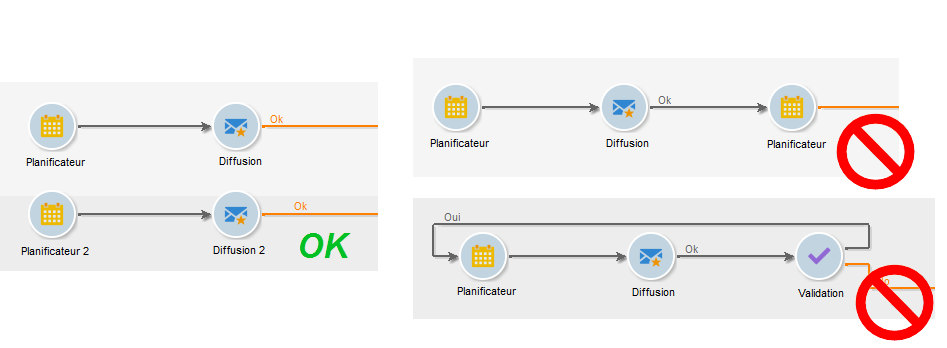 Ok
Planificateur
Diffusion
Ok
Planificateur 2
Diffusion 2
OK
Ok
Planificateur
Diffusion
Planificateur
Oui
Ok
Planificateur
Diffusion
Validation